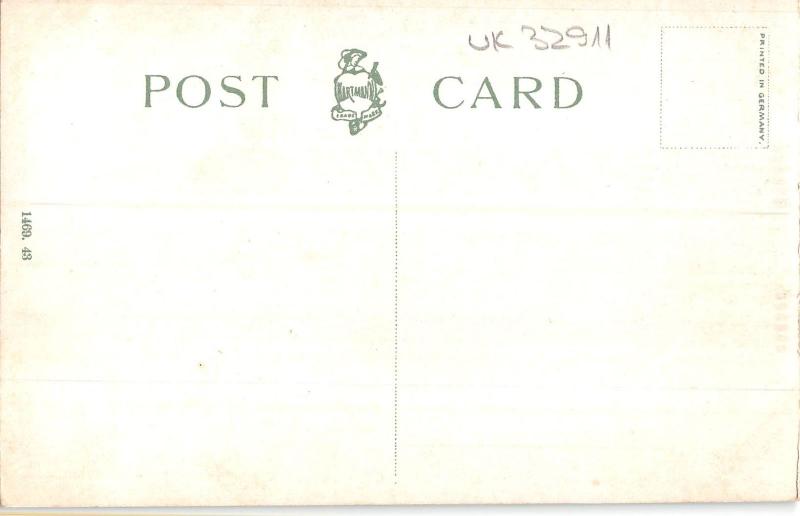 UK 32911
POST CARD
HARTMANN
TRADE MARK
PRINTED IN GERMANY.
1469. 43